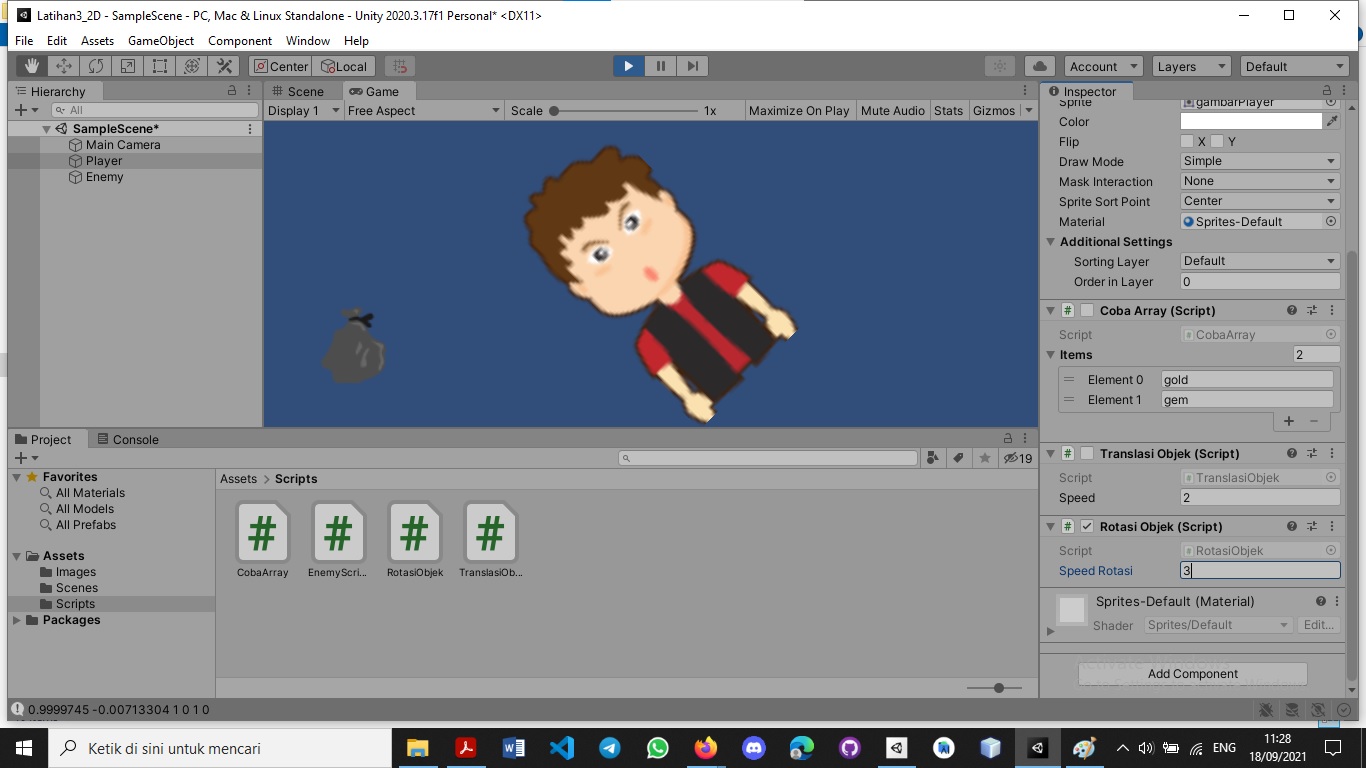 Latihan3_2D - SampleScene - PC, Mac & Linux Standalone - Unity 2020.3.17f1 Personal* <DX11>
File Edit Assets GameObject Component Window Help
Center Local Account Layers Default
Hierarchy Scene Game Inspector
All Display 1 Free Aspect Scale 1x Maximize On Play Mute Audio Stats Gizmos
Sprite gambarPlayer
SampleScene*
Color
Main Camera
Flip X Y
Player
Draw Mode Simple
Enemy
Mask Interaction None
Sprite Sort Point Center
Material Sprites-Default
Additional Settings
Sorting Layer Default
Order in Layer 0
# Coba Array (Script)
Script CobaArray
Items 2
Element 0 gold
Element 1 gem
Project Console
19
# Translasi Objek (Script)
Script TranslasiObjek
Speed 2
# Rotasi Objek (Script)
Script RotasiObjek
Speed Rotasi 3
Sprites-Default (Material)
Shader Sprites/Default Edit...
Add Component
Favorites
All Materials
All Models
All Prefabs
Assets
Images
Scenes
Scripts
Packages
Assets > Scripts
# # # #
CobaArray EnemyScri... RotasiObjek TranslasiOb...
0.9999745 -0.00713304 1 0 1 0
Ketik di sini untuk mencari
ENG
11:28
18/09/2021